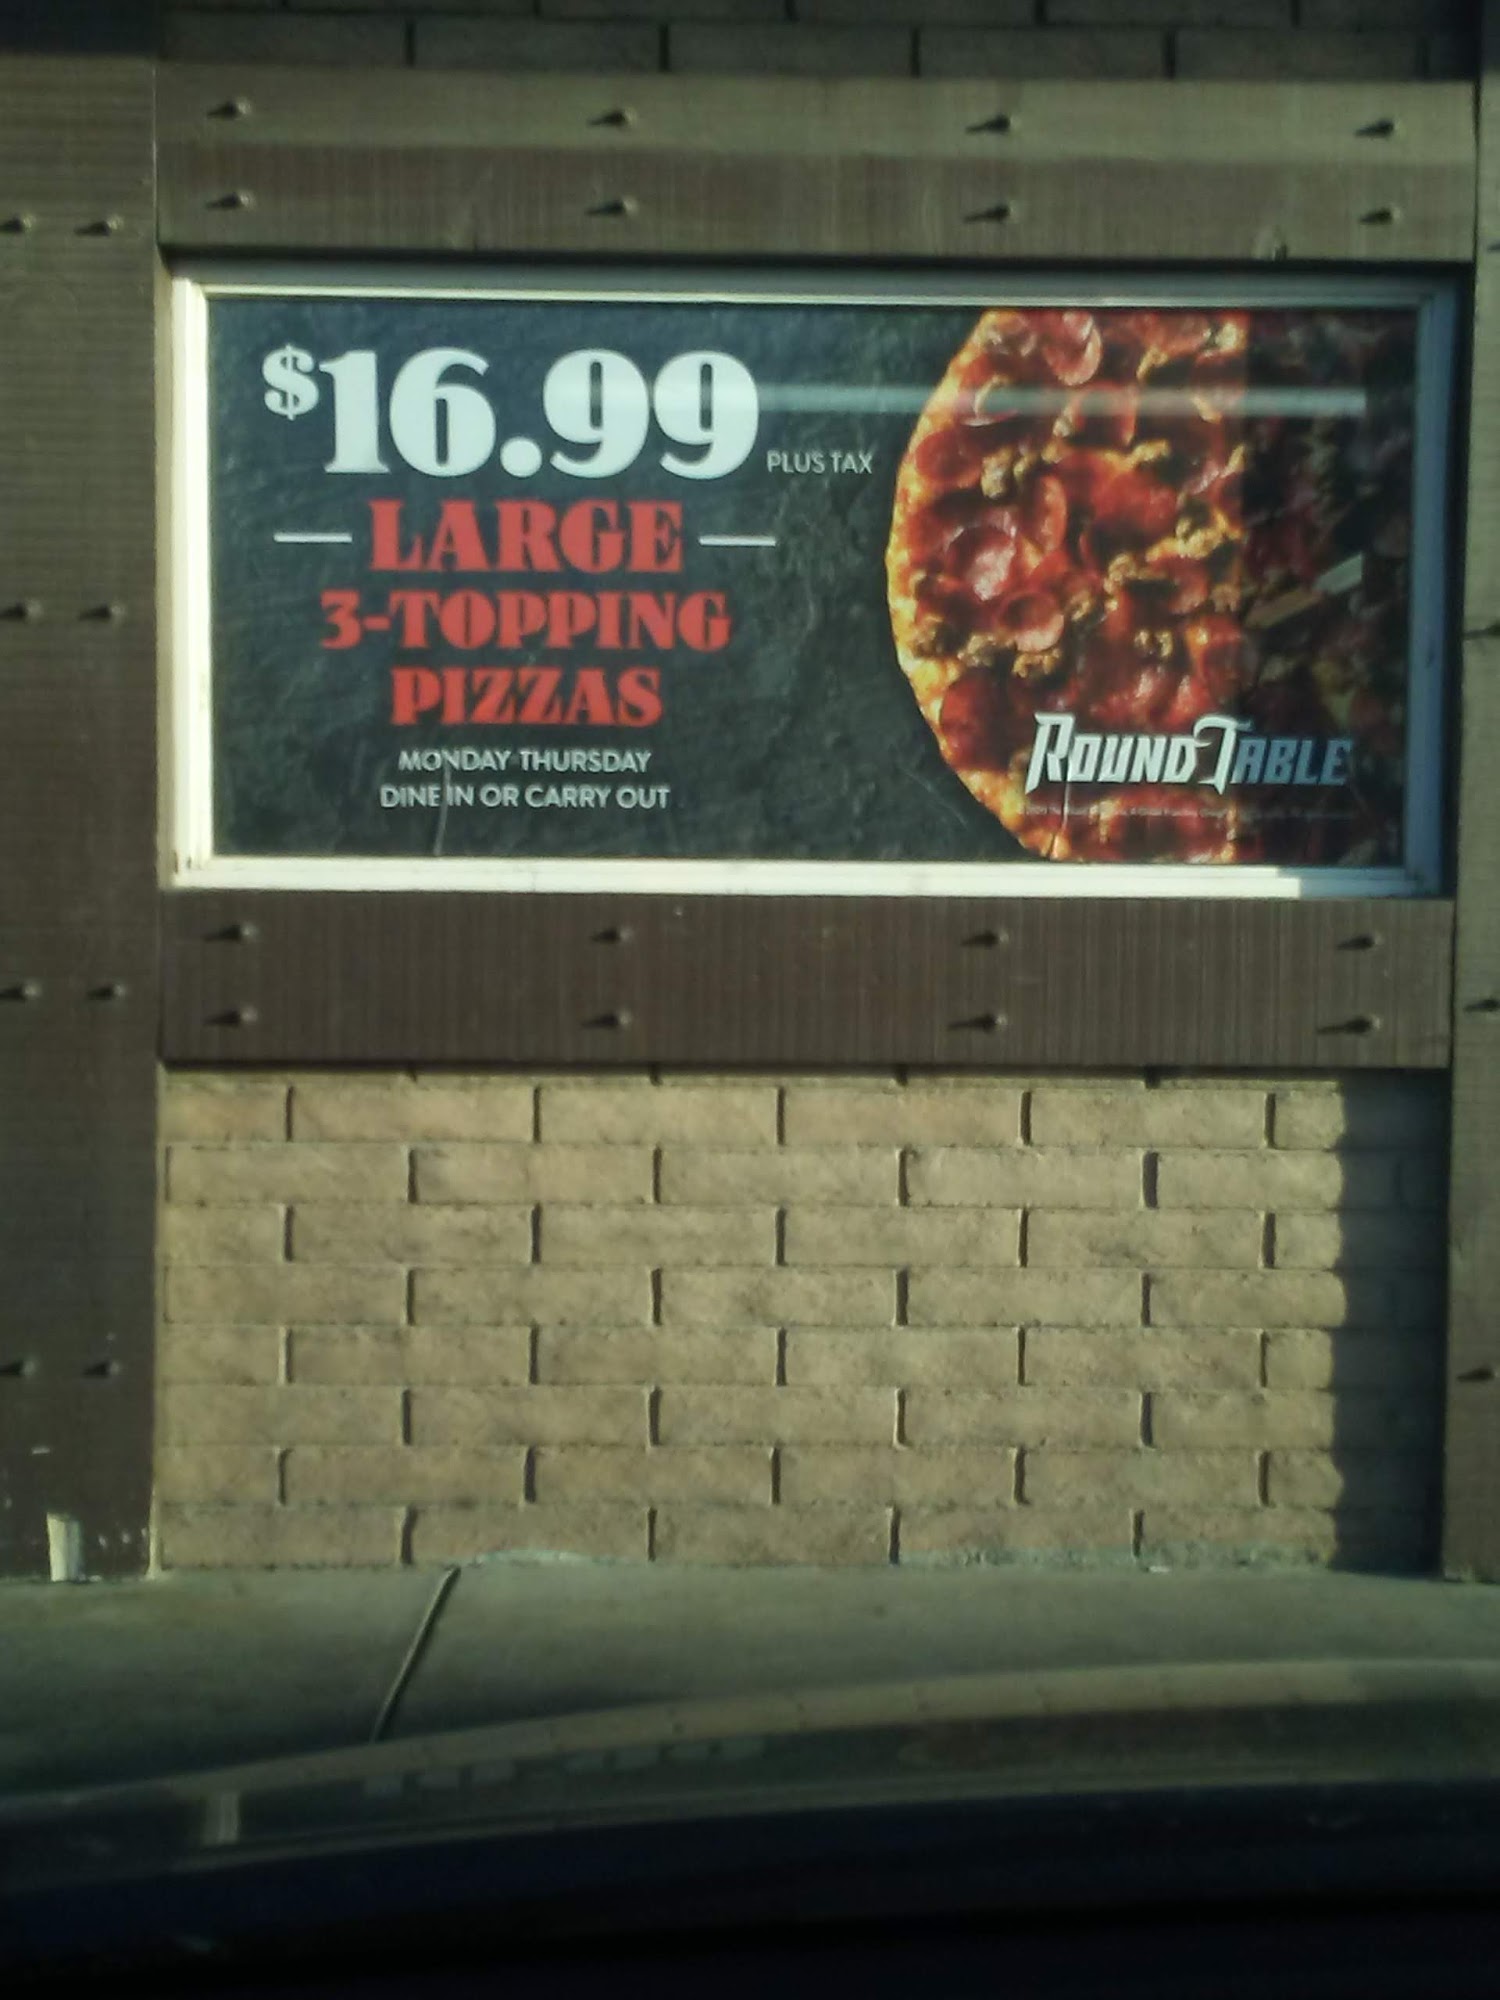 $16.99 PLUS TAX
LARGE
3-TOPPING
PIZZAS
MONDAY THURSDAY
DINE IN OR CARRY OUT
ROUND TABLE